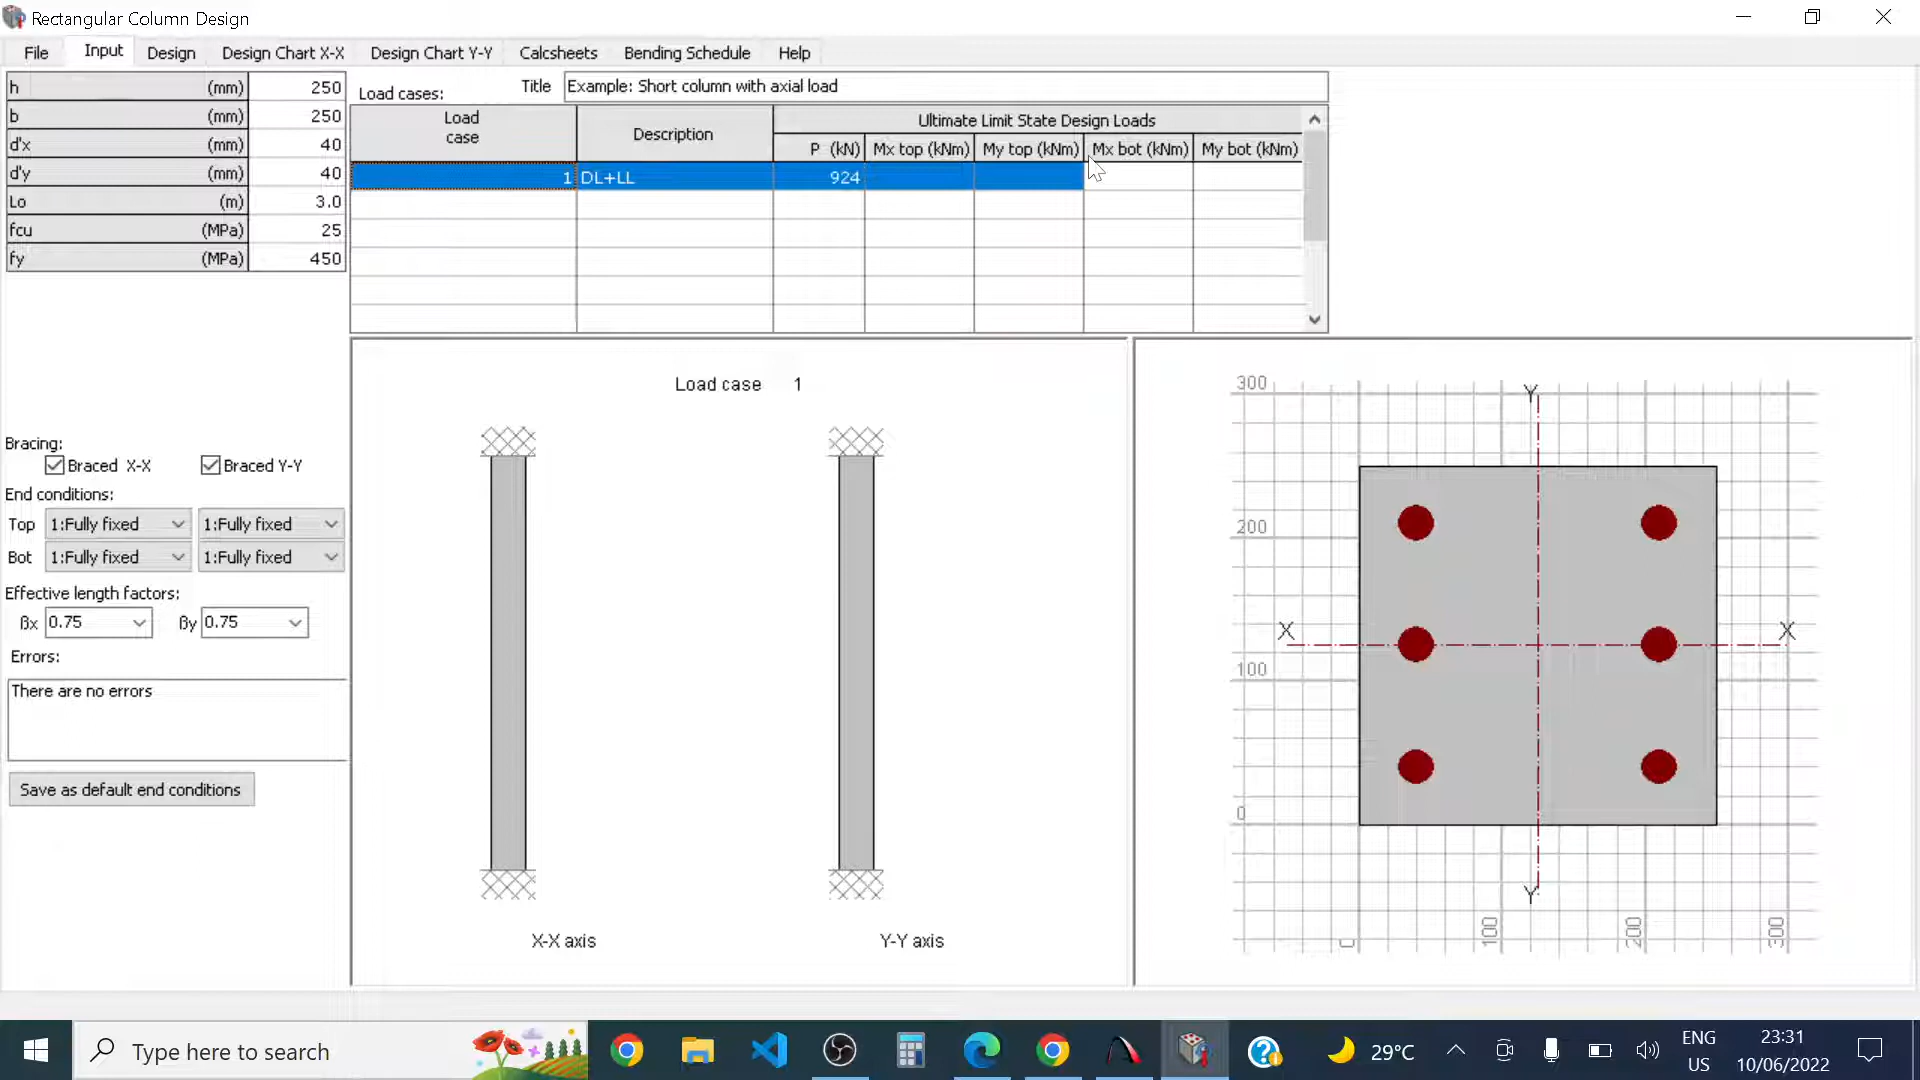 Rectangular Column Design
File Input Design Design Chart X-X Design Chart Y-Y Calcsheets Bending Schedule Help
h (mm) 250
b (mm) 250
d'x (mm) 40
d'y (mm) 40
Lo (m) 3.0
fcu (MPa) 25
fy (MPa) 450
Load cases: Title Example: Short column with axial load
Load case
Description
Ultimate Limit State Design Loads
P (kN) Mx top (kNm) My top (kNm) Mx bot (kNm) My bot (kNm)
1 DL+LL 924
Bracing:
Braced X-X Braced Y-Y
End conditions:
Top 1:Fully fixed 1:Fully fixed
Bot 1:Fully fixed 1:Fully fixed
Effective length factors:
βx 0.75 βy 0.75
Errors:
There are no errors
Save as default end conditions
Load case 1
X-X axis Y-Y axis
300
200
100
0
Y
X X
Y
0 100 200 300
Type here to search
29°C
ENG
US
23:31
10/06/2022